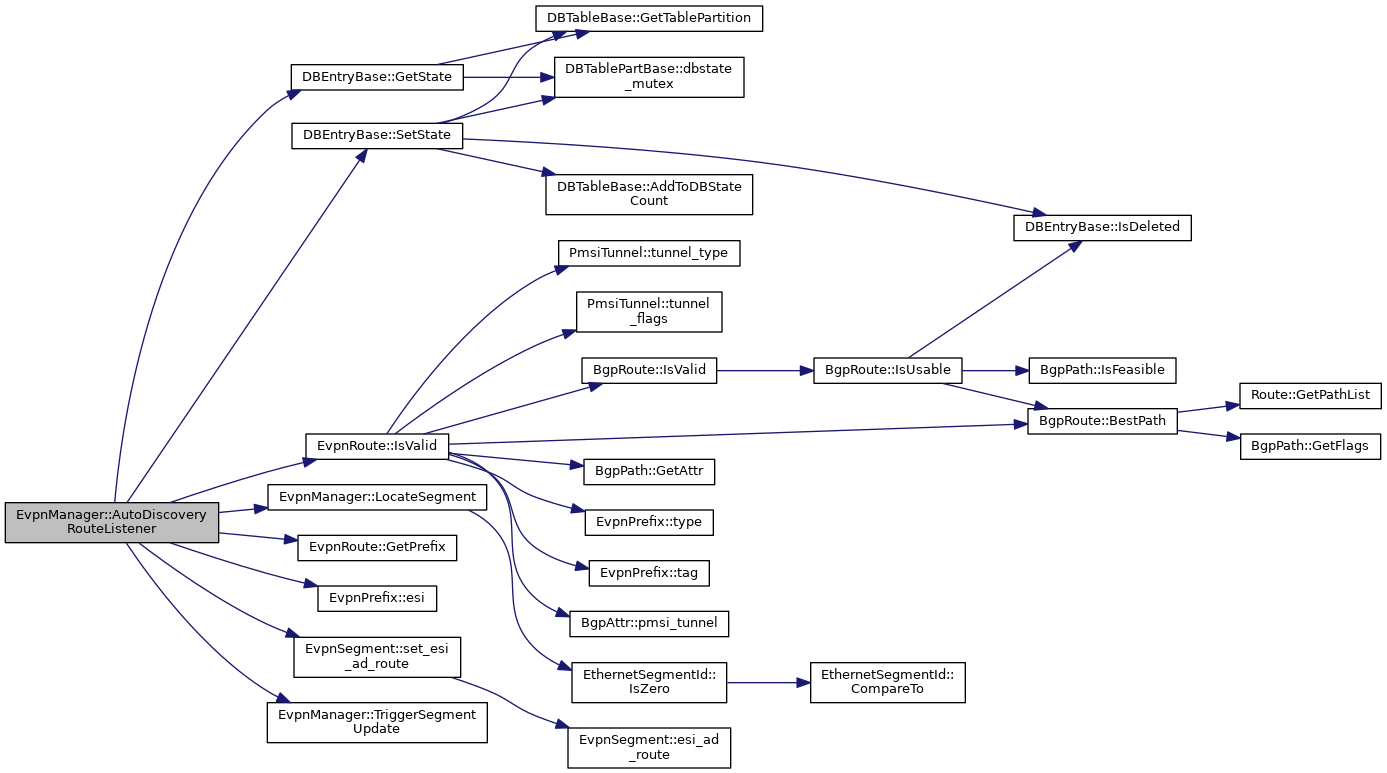 DBTableBase::GetTablePartition
DBEntryBase::GetState
DBTablePartBase::dbstate
_mutex
DBEntryBase::SetState
DBTableBase::AddToDBState
Count
DBEntryBase::IsDeleted
PmsiTunnel::tunnel_type
PmsiTunnel::tunnel
_flags
BgpRoute::IsValid
BgpRoute::IsUsable
BgpPath::IsFeasible
Route::GetPathList
BgpRoute::BestPath
EvpnRoute::IsValid
BgpPath::GetFlags
BgpPath::GetAttr
EvpnManager::LocateSegment
EvpnManager::AutoDiscovery
RouteListener
EvpnPrefix::type
EvpnRoute::GetPrefix
EvpnPrefix::tag
EvpnPrefix::esi
BgpAttr::pmsi_tunnel
EvpnSegment::set_esi
_ad_route
EthernetSegmentId::
IsZero
EthernetSegmentId::
CompareTo
EvpnManager::TriggerSegment
Update
EvpnSegment::esi_ad
_route